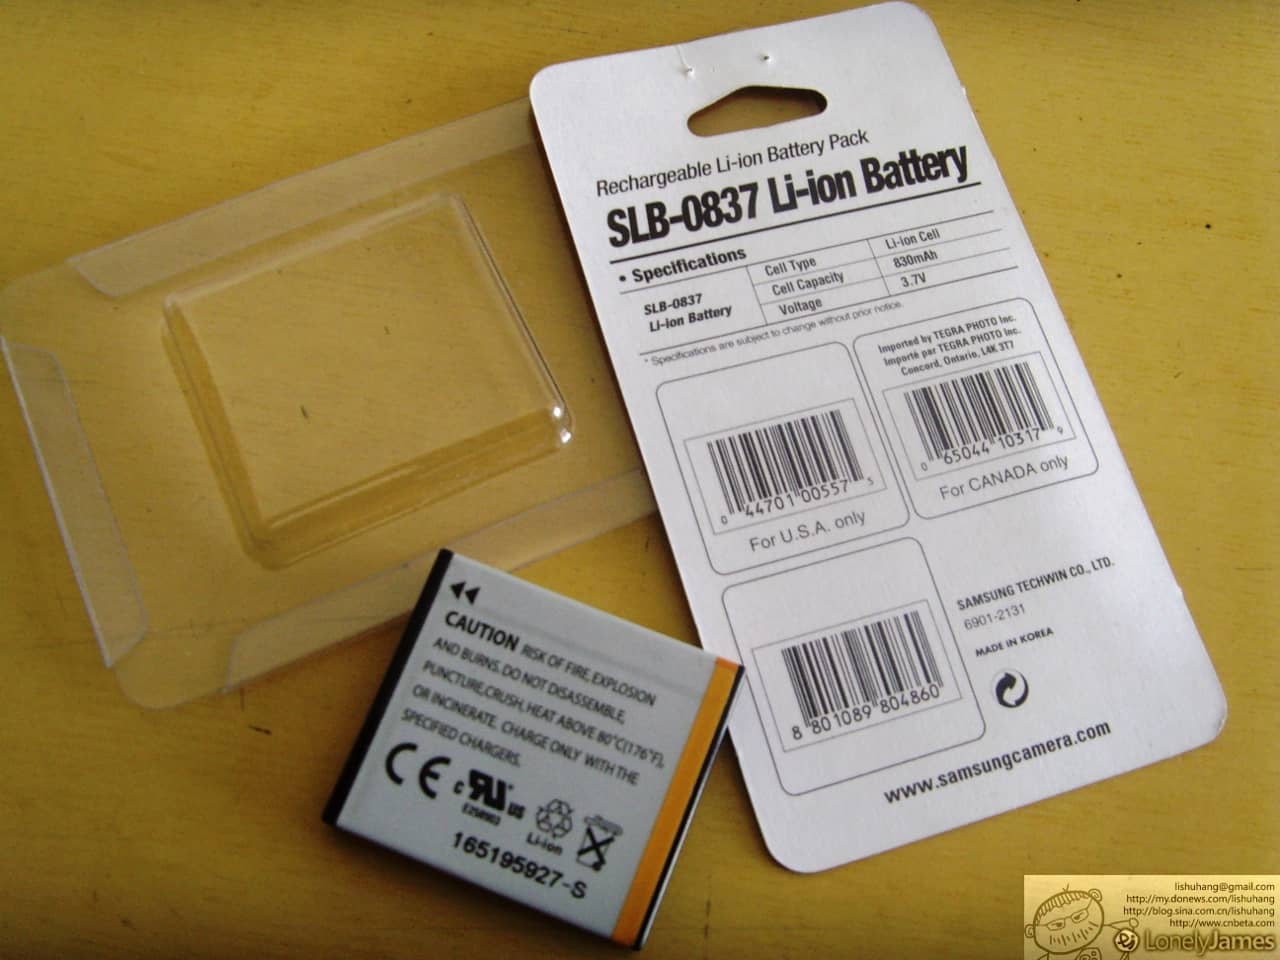 Rechargeable Li-ion Battery Pack
SLB-0837 Li-ion Battery
• Specifications
SLB-0837
Li-ion Battery
Cell Type Li-ion Cell
Cell Capacity 830mAh
Voltage 3.7V
* Specifications are subject to change without prior notice.
Imported by TEGRA PHOTO Inc.
Importé par TEGRA PHOTO Inc.
Concord, Ontario, L4K 3T7
0 65044 10317 9
For CANADA only
0 44701 00557 5
For U.S.A. only
8 801089 804860
SAMSUNG TECHWIN CO., LTD.
6901-2131
MADE IN KOREA
www.samsungcamera.com
CAUTION RISK OF FIRE, EXPLOSION
AND BURNS. DO NOT DISASSEMBLE,
PUNCTURE,CRUSH, HEAT ABOVE 80°C(176°F),
OR INCINERATE. CHARGE ONLY WITH THE
SPECIFIED CHARGERS.
CE
c RU us
Li-ion
165195927-S
lishuhang@gmail.com
http://my.donews.com/lishuhang
http://blog.sina.com.cn/lishuhang
http://www.cnbeta.com
LonelyJames